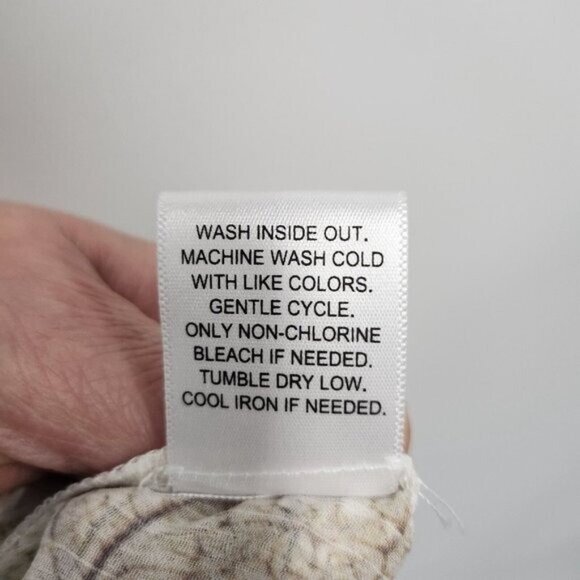 WASH INSIDE OUT.
MACHINE WASH COLD
WITH LIKE COLORS.
GENTLE CYCLE.
ONLY NON-CHLORINE
BLEACH IF NEEDED.
TUMBLE DRY LOW.
COOL IRON IF NEEDED.